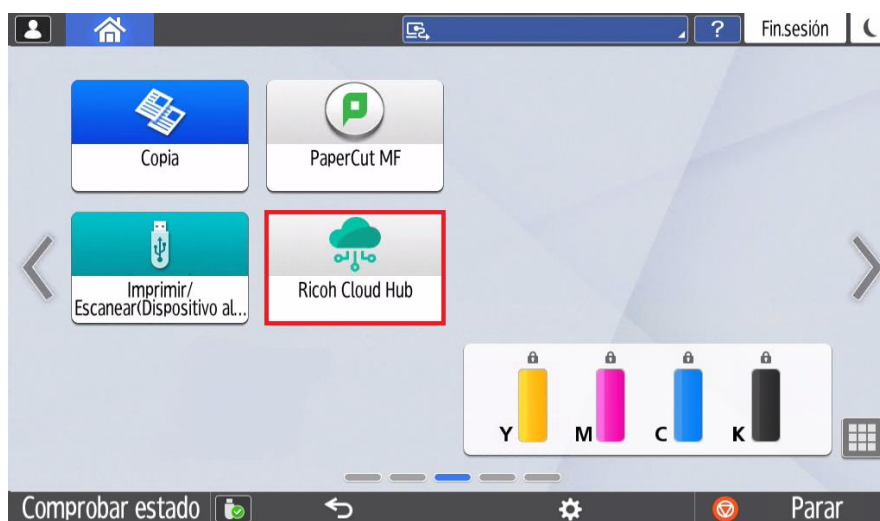 ? Fin.sesión
Copia
PaperCut MF
Imprimir/
Escanear(Dispositivo al...
Ricoh Cloud Hub
Y M C K
Comprobar estado
Parar